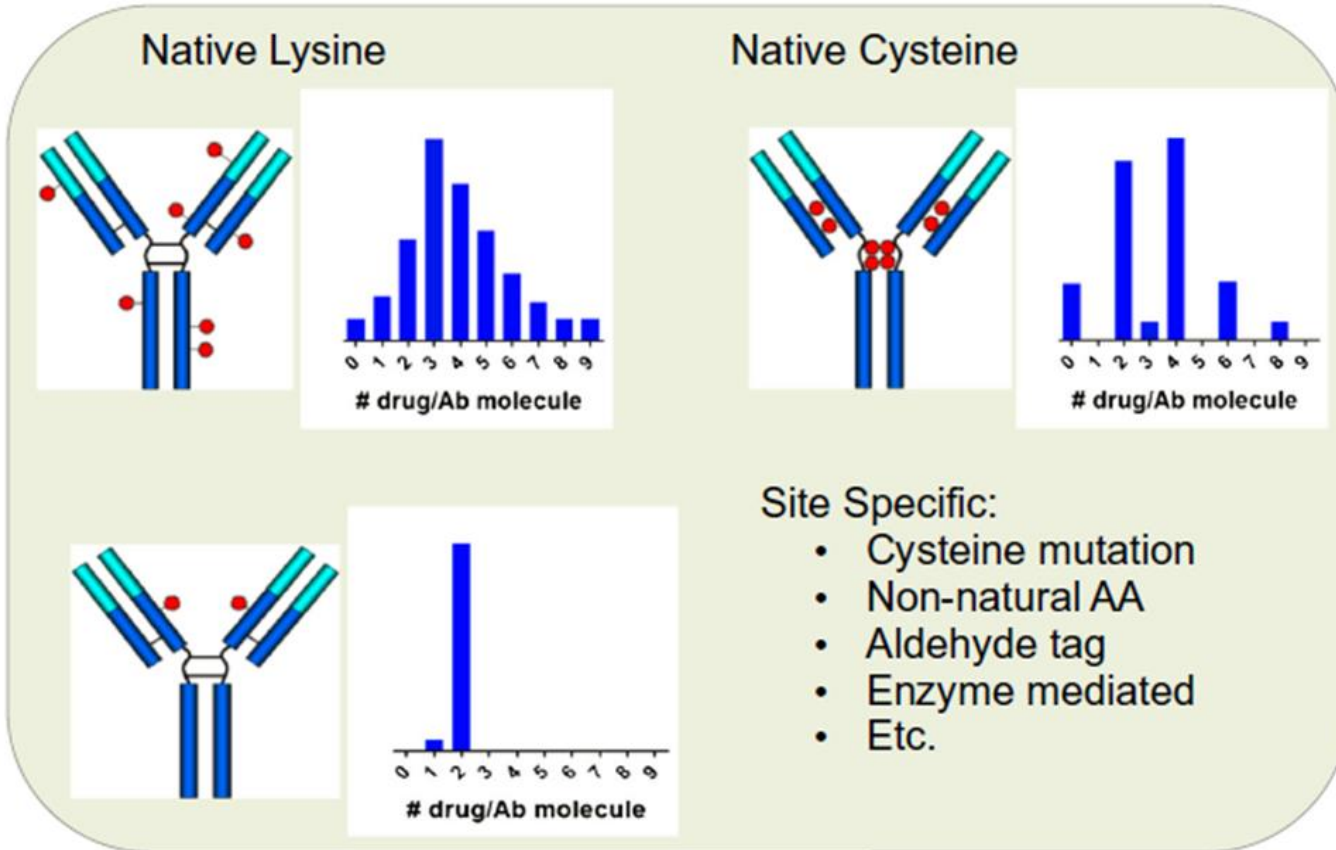 Native Lysine
0 1 2 3 4 5 6 7 8 9
# drug/Ab molecule
Native Cysteine
0 1 2 3 4 5 6 7 8 9
# drug/Ab molecule
0 1 2 3 4 5 6 7 8 9
# drug/Ab molecule
Site Specific:
• Cysteine mutation
• Non-natural AA
• Aldehyde tag
• Enzyme mediated
• Etc.